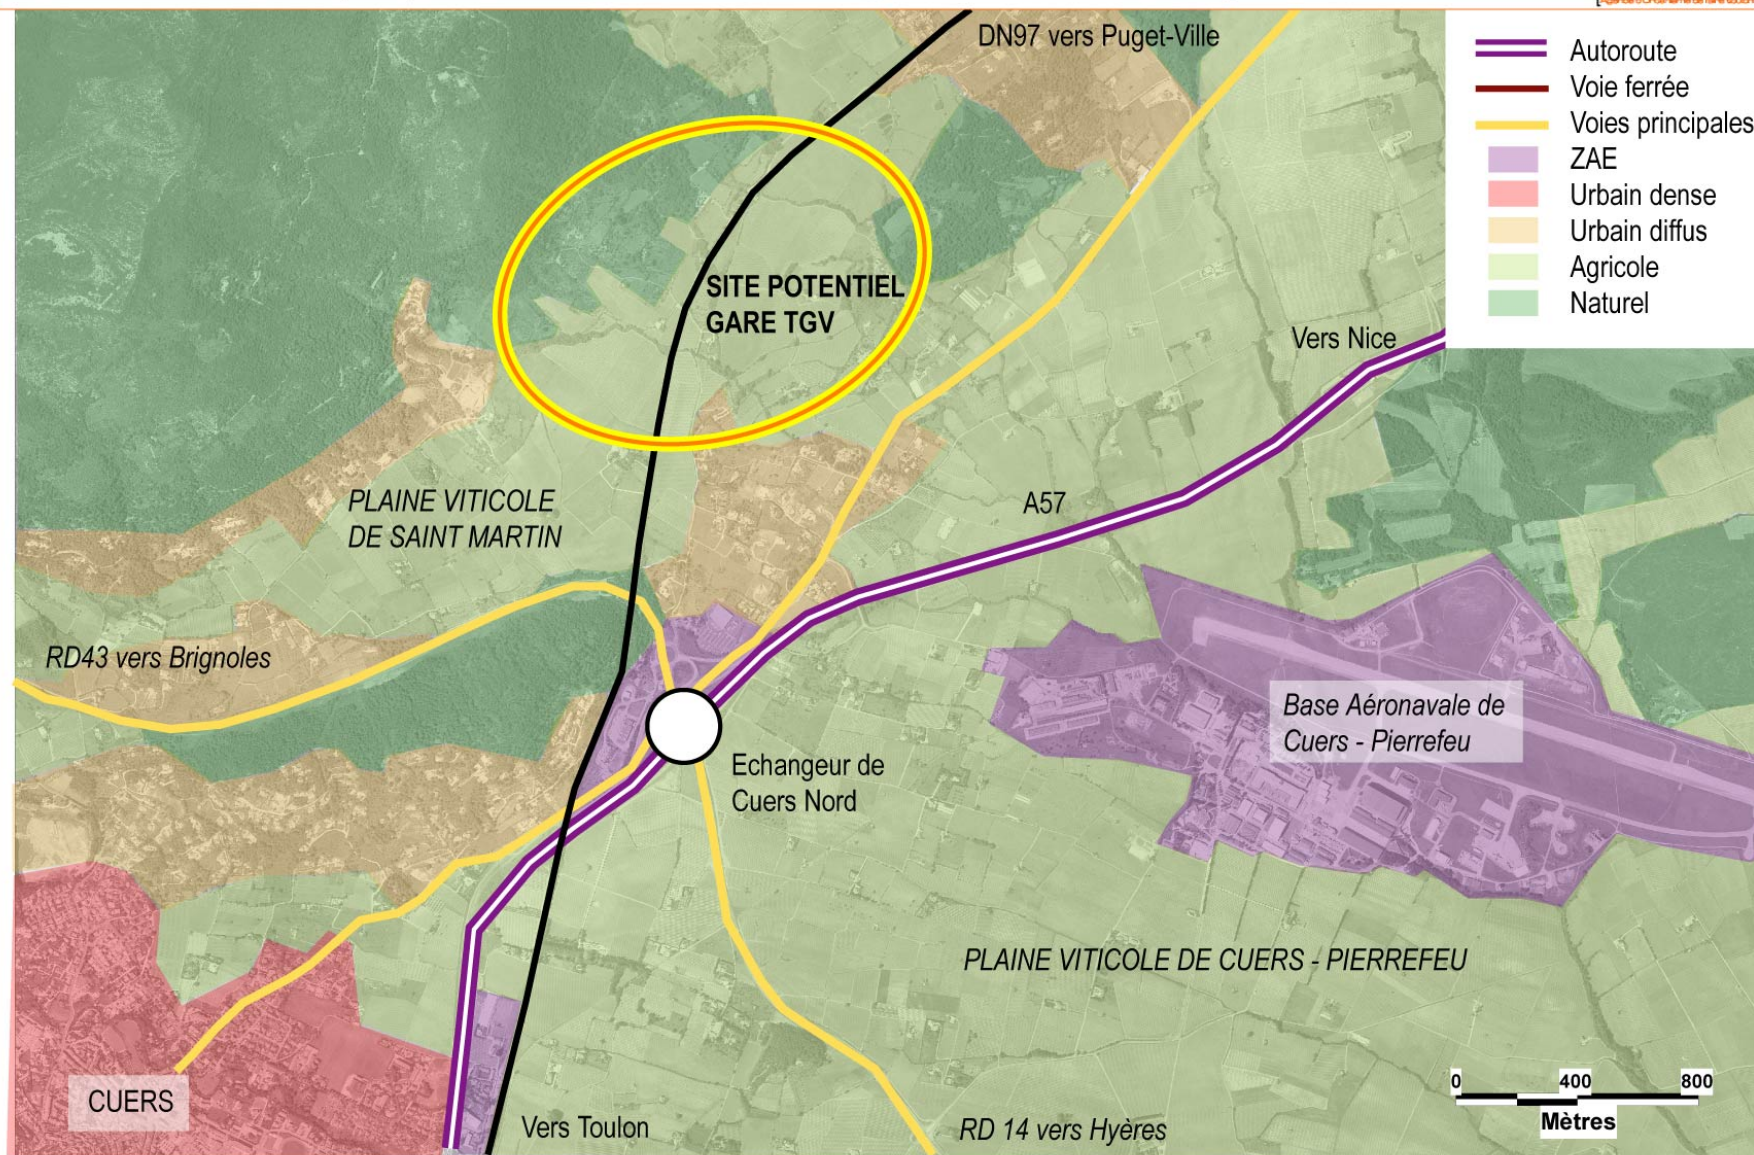 DN97 vers Puget-Ville
Autoroute
Voie ferrée
Voies principales
ZAE
Urbain dense
Urbain diffus
Agricole
Naturel
SITE POTENTIEL
GARE TGV
Vers Nice
PLAINE VITICOLE
DE SAINT MARTIN
A57
RD43 vers Brignoles
Base Aéronavale de
Cuers - Pierrefeu
Echangeur de
Cuers Nord
PLAINE VITICOLE DE CUERS - PIERREFEU
CUERS
Vers Toulon
RD 14 vers Hyères
0 400 800
Mètres